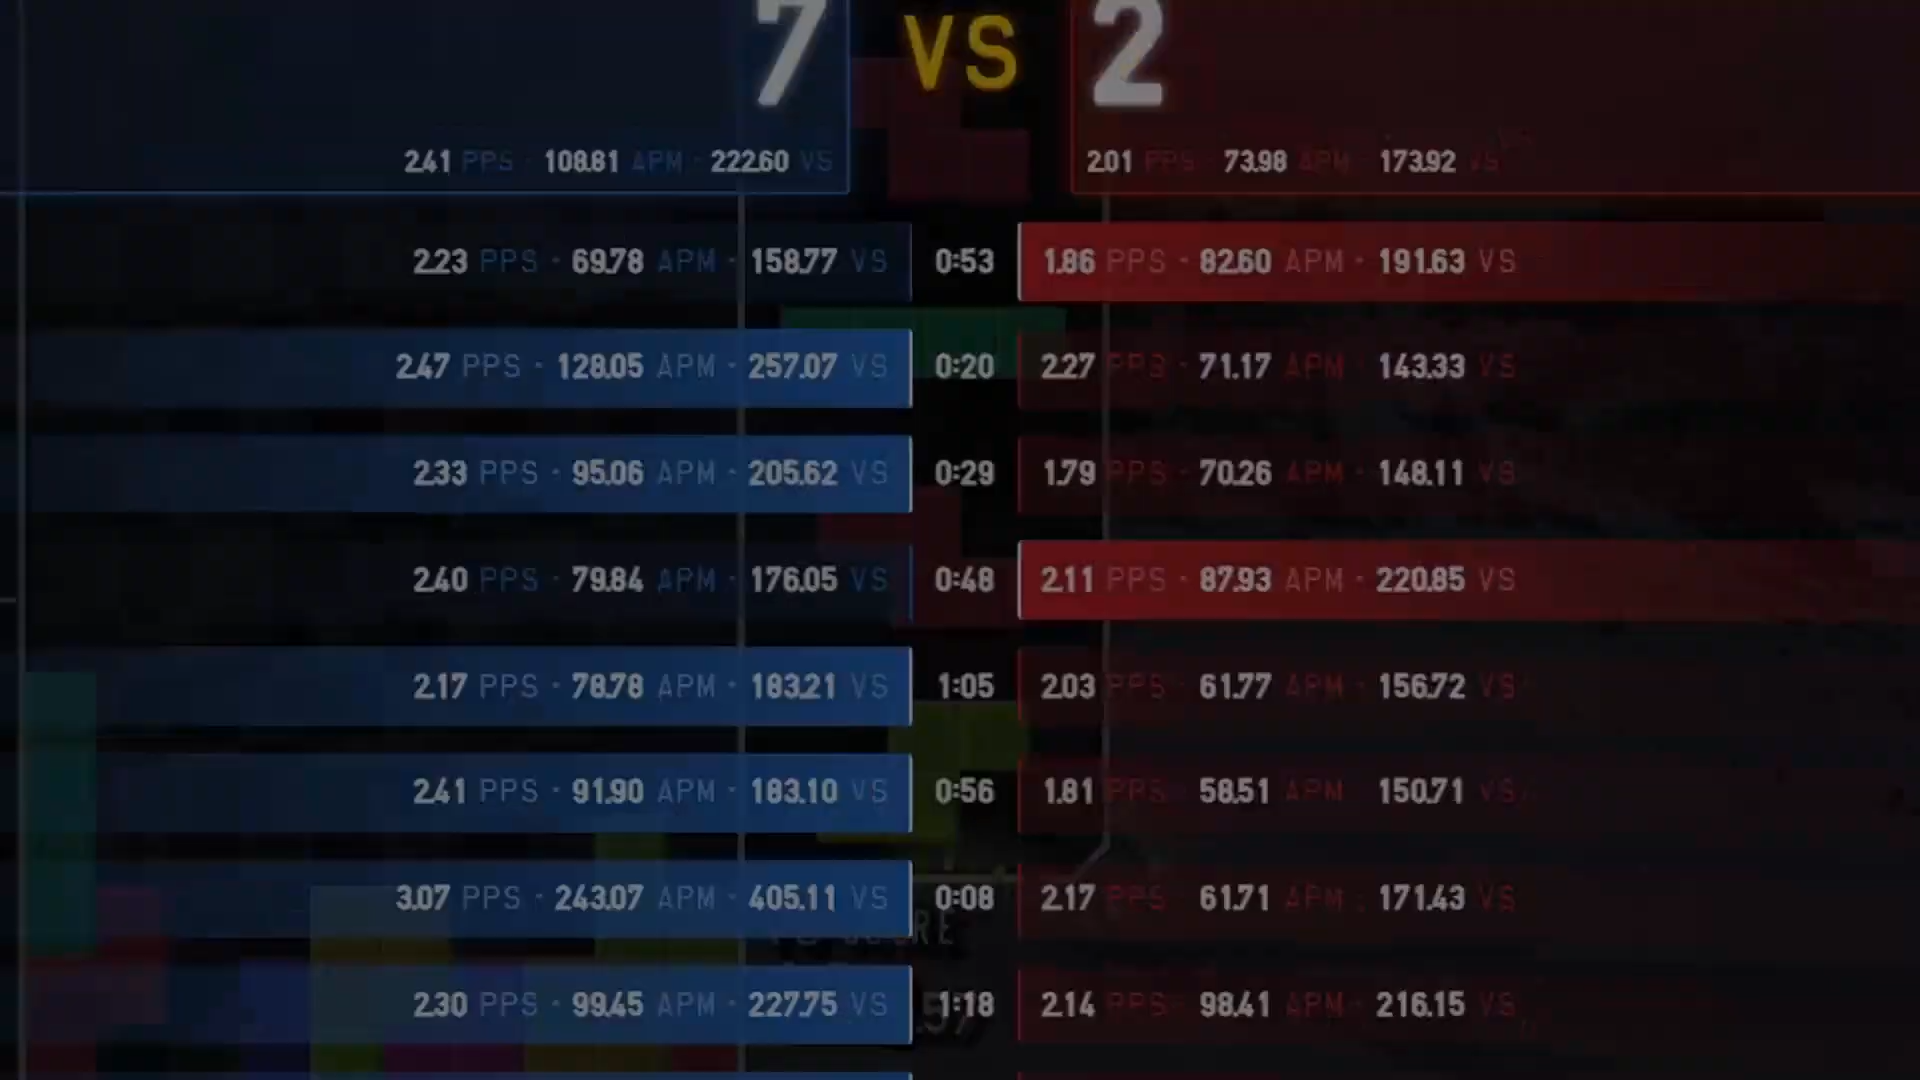 7 VS 2
2.41 PPS · 108.81 APM · 222.60 VS 2.01 PPS · 73.98 APM · 173.92 VS
2.23 PPS · 69.78 APM · 158.77 VS 0:53 1.86 PPS · 82.60 APM · 191.63 VS
2.47 PPS · 128.05 APM · 257.07 VS 0:20 2.27 PPS · 71.17 APM · 143.33 VS
2.33 PPS · 95.06 APM · 205.62 VS 0:29 1.79 PPS · 70.26 APM · 148.11 VS
2.40 PPS · 79.84 APM · 176.05 VS 0:48 2.11 PPS · 87.93 APM · 220.85 VS
2.17 PPS · 78.78 APM · 183.21 VS 1:05 2.03 PPS · 61.77 APM · 156.72 VS
2.41 PPS · 91.90 APM · 183.10 VS 0:56 1.81 PPS · 58.51 APM · 150.71 VS
3.07 PPS · 243.07 APM · 405.11 VS 0:08 2.17 PPS · 61.71 APM · 171.43 VS
2.30 PPS · 99.45 APM · 227.75 VS 1:18 2.14 PPS · 98.41 APM · 216.15 VS